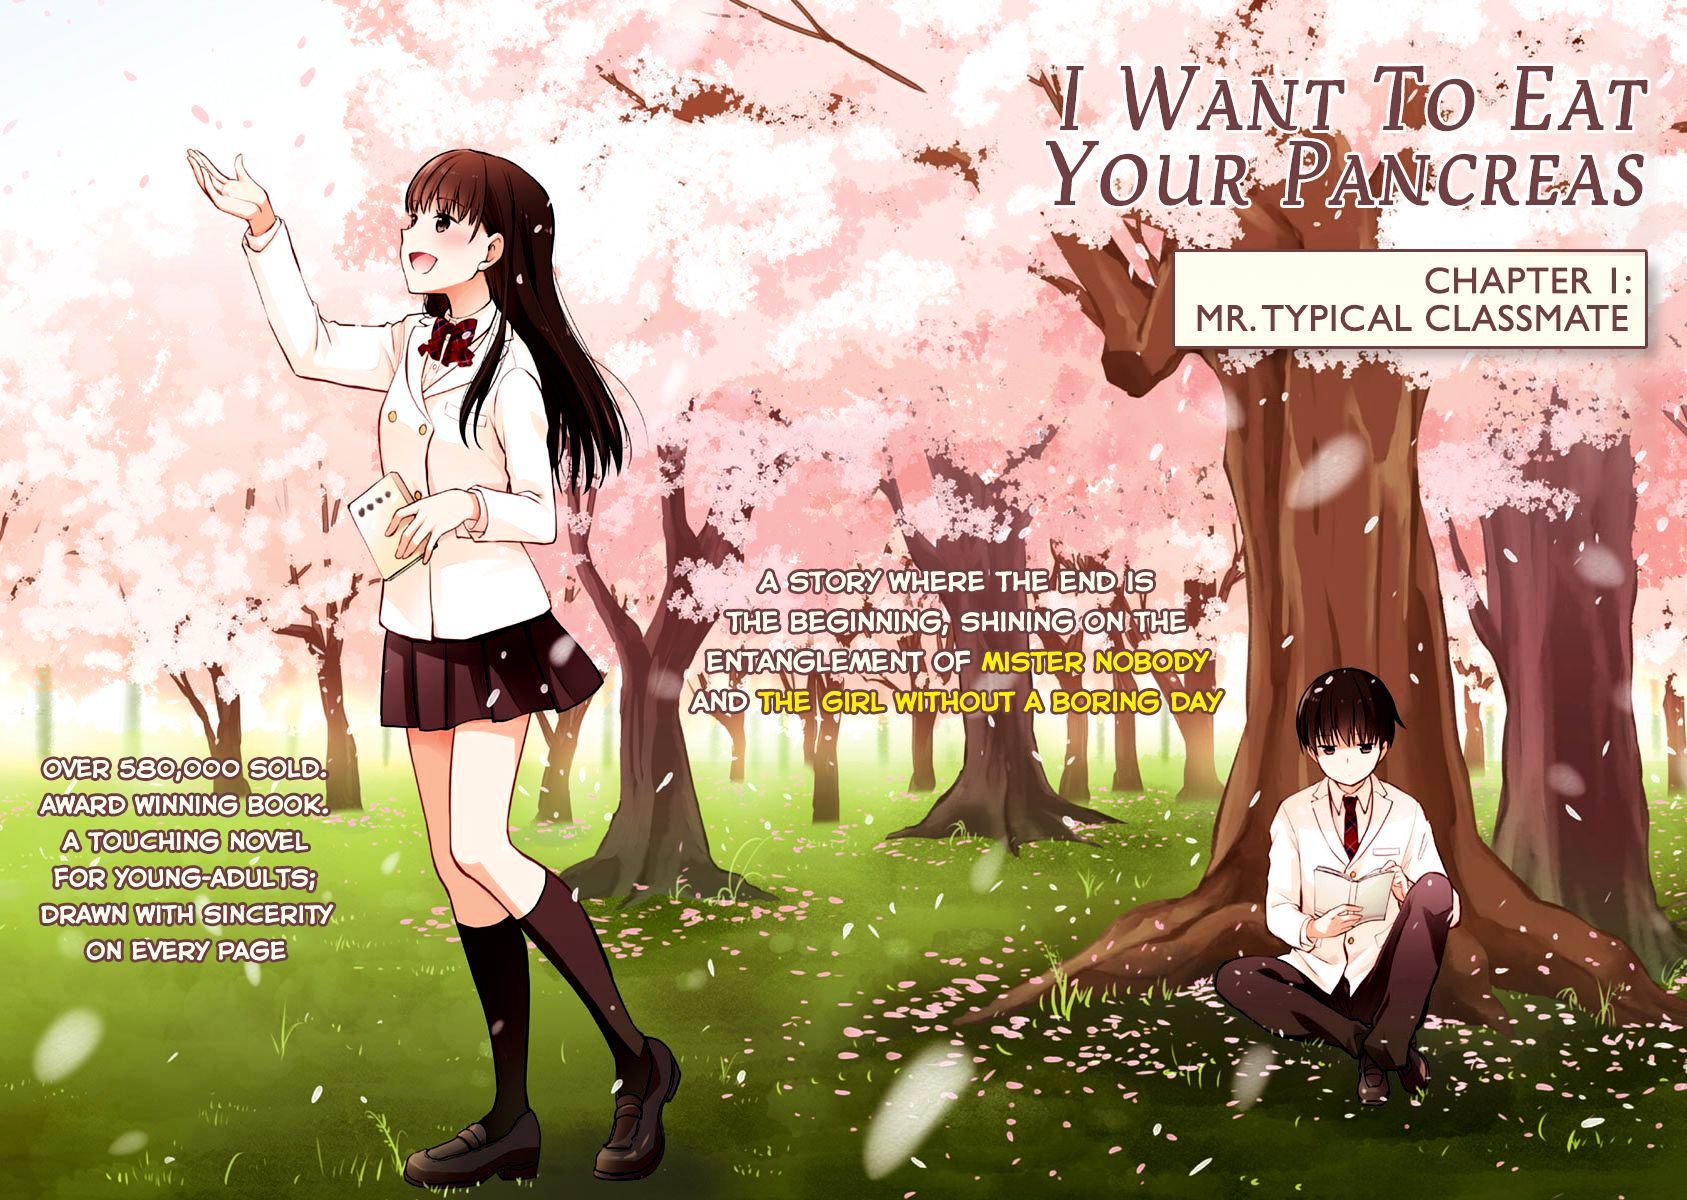 I WANT TO EAT
YOUR PANCREAS
CHAPTER 1:
MR. TYPICAL CLASSMATE
A STORY WHERE THE END IS
THE BEGINNING, SHINING ON THE
ENTANGLEMENT OF MISTER NOBODY
AND THE GIRL WITHOUT A BORING DAY
OVER 580,000 SOLD.
AWARD WINNING BOOK.
A TOUCHING NOVEL
FOR YOUNG-ADULTS;
DRAWN WITH SINCERITY
ON EVERY PAGE